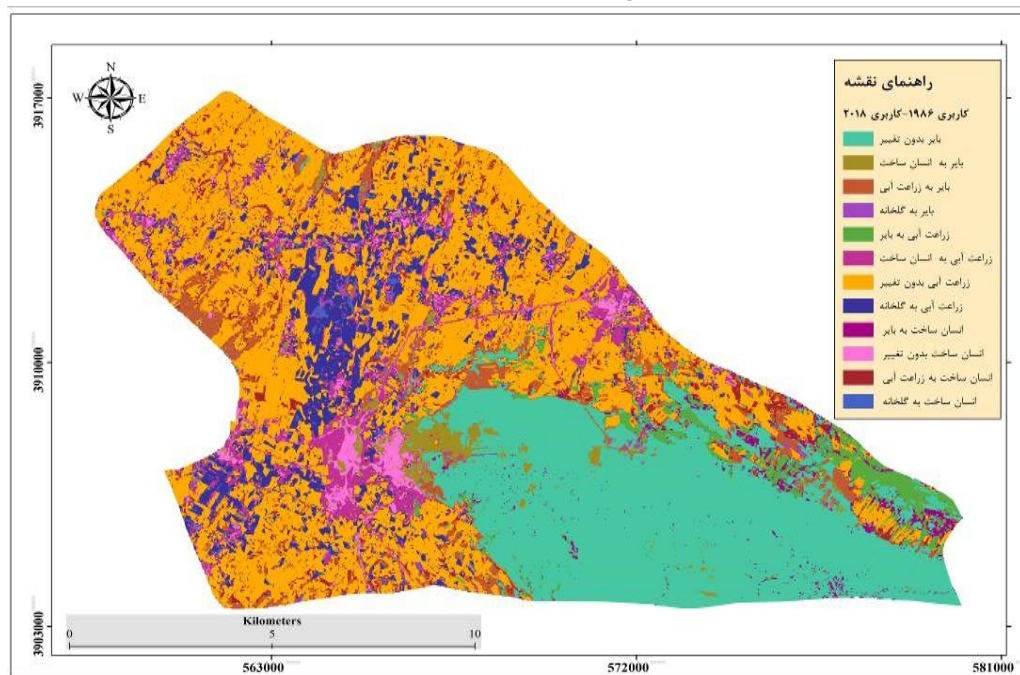 N
W E
S
3917000
3910000
3903000
563000
572000
581000
Kilometers
0 5 10
راهنمای نقشه
کاربری ۱۹۸۶-کاربری ۲۰۱۸
بایر بدون تغییر
بایر به انسان ساخت
بایر به زراعت آبی
بایر به گلخانه
زراعت آبی به بایر
زراعت آبی به انسان ساخت
زراعت آبی بدون تغییر
زراعت آبی به گلخانه
انسان ساخت به بایر
انسان ساخت بدون تغییر
انسان ساخت به زراعت آبی
انسان ساخت به گلخانه